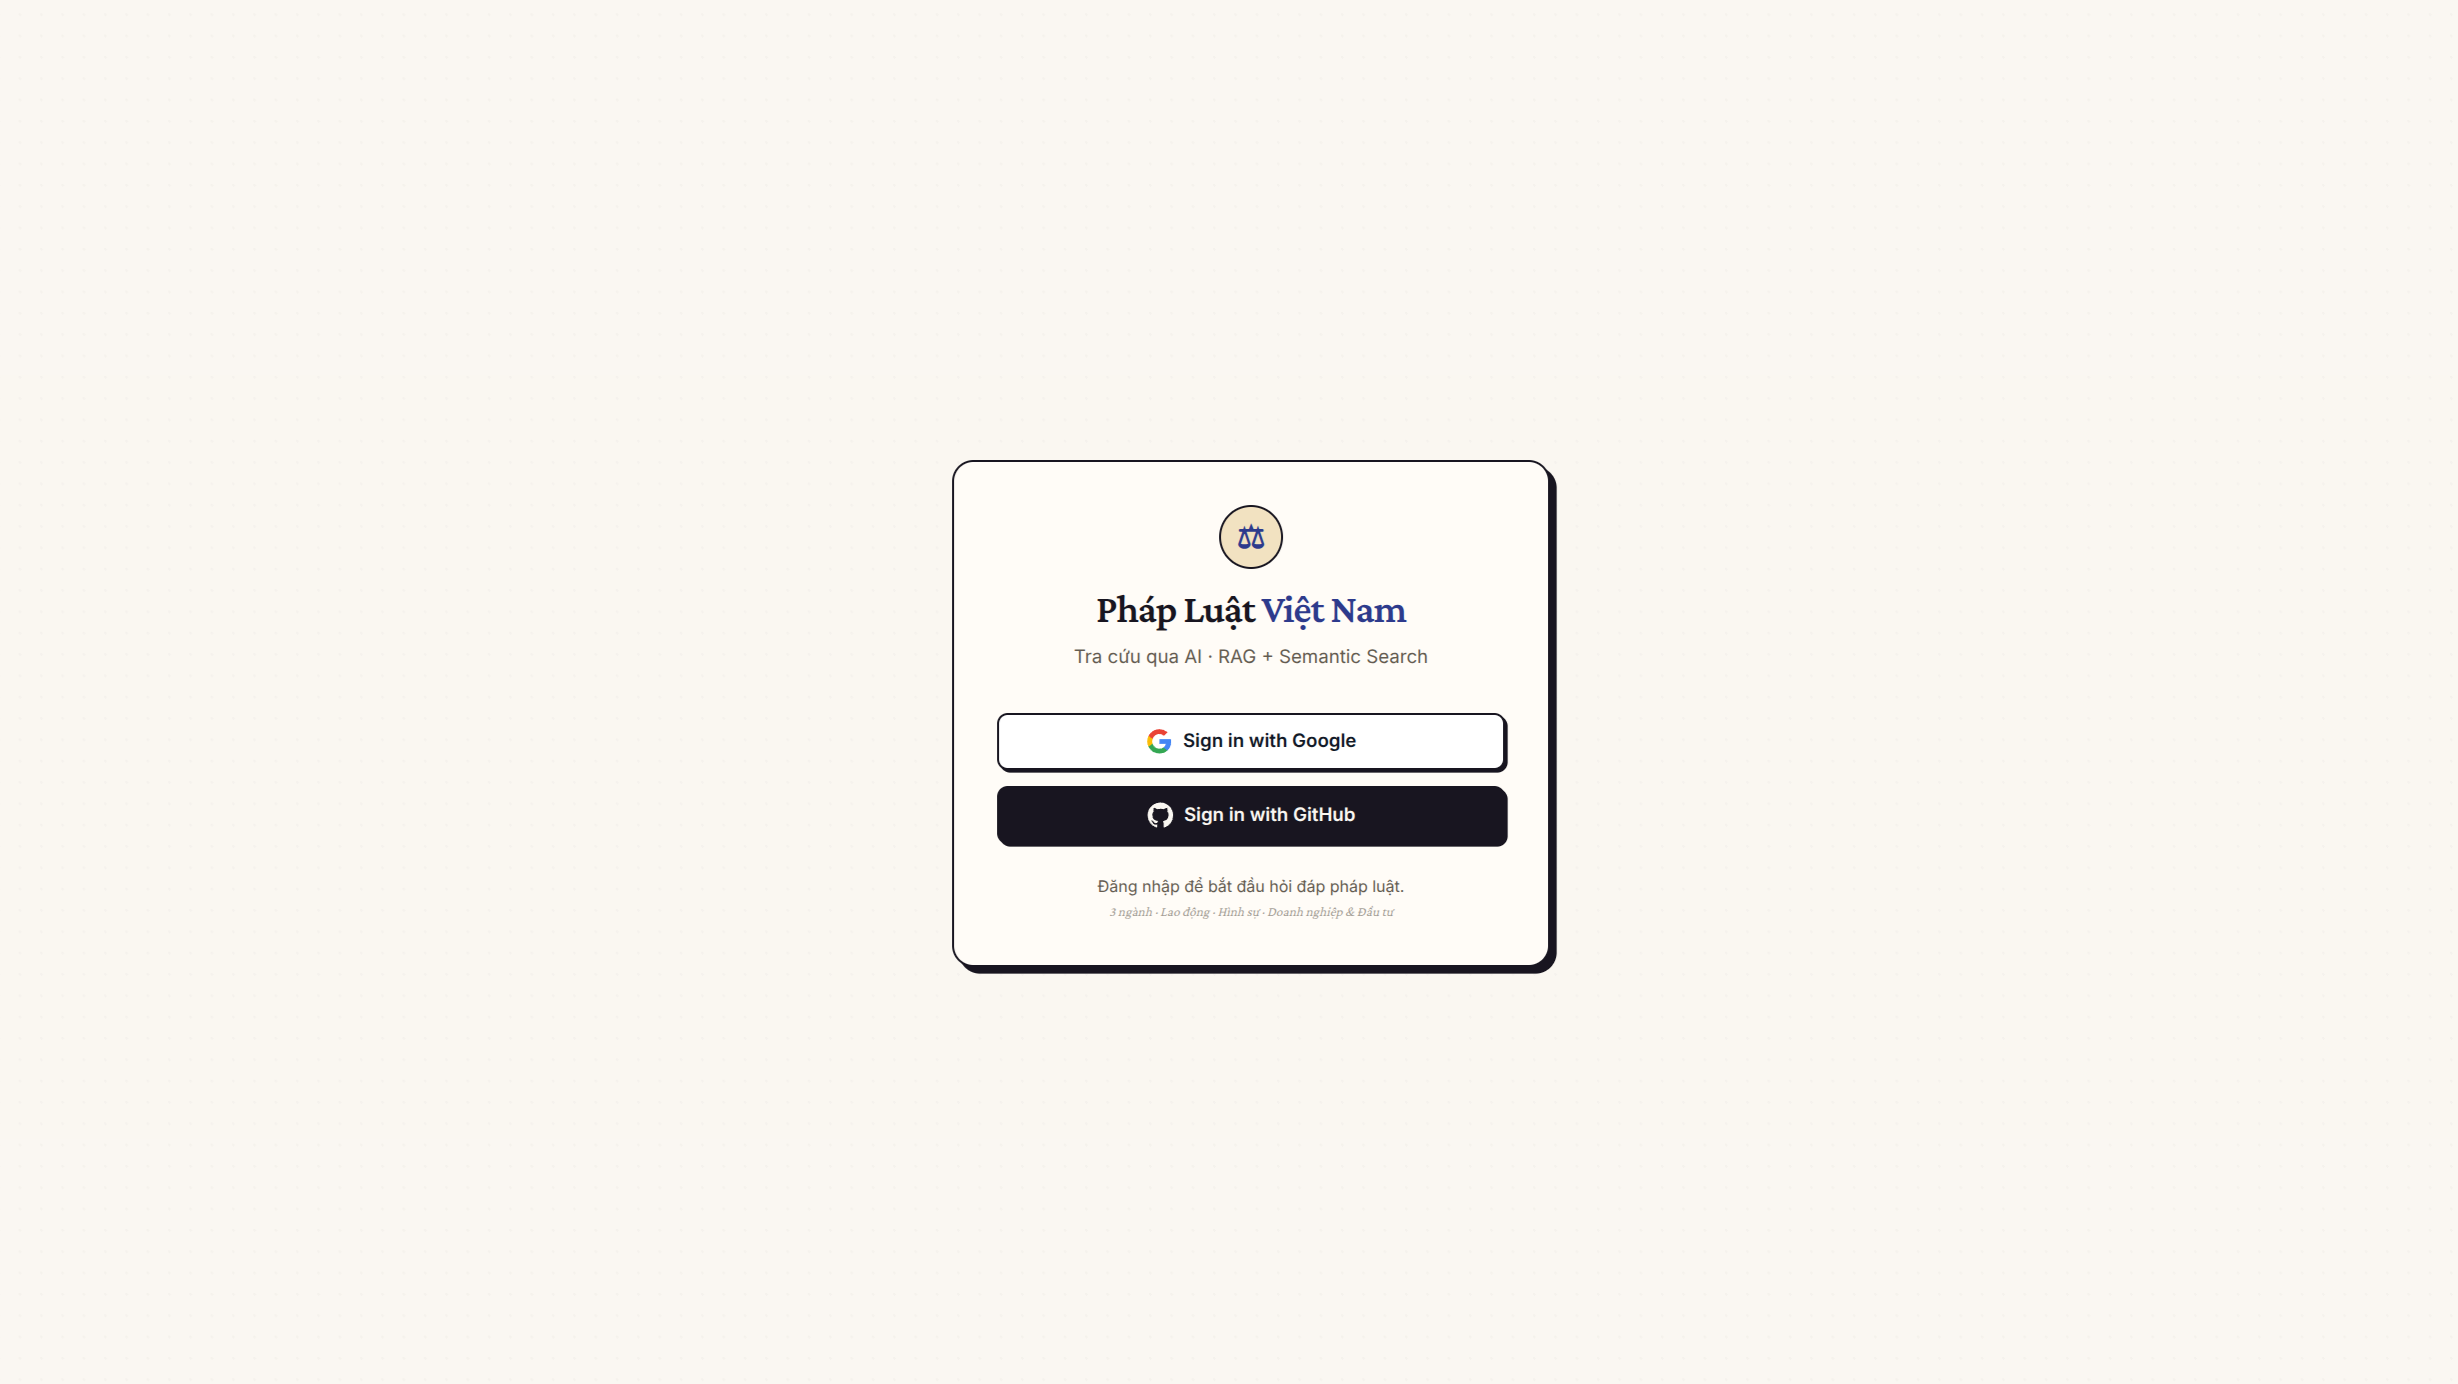 Pháp Luật Việt Nam
Tra cứu qua AI · RAG + Semantic Search
Sign in with Google
Sign in with GitHub
Đăng nhập để bắt đầu hỏi đáp pháp luật.
3 ngành · Lao động · Hình sự · Doanh nghiệp & Đầu tư